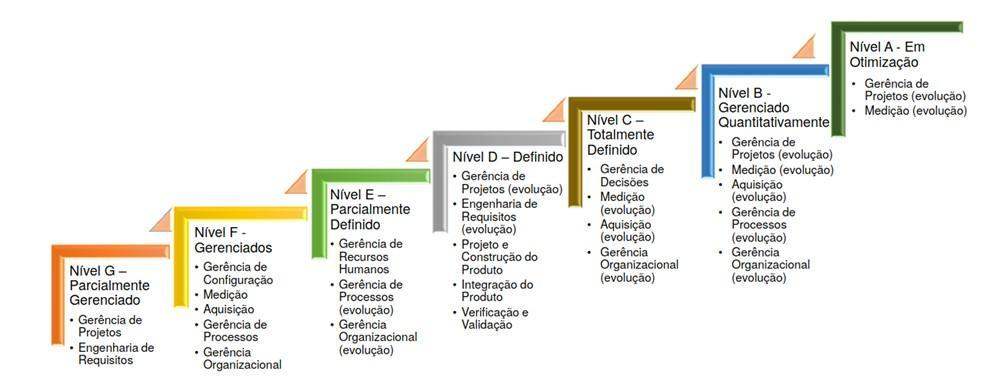 Nível G –
Parcialmente
Gerenciado
• Gerência de
Projetos
• Engenharia de
Requisitos
Nível F -
Gerenciados
• Gerência de
Configuração
• Medição
• Aquisição
• Gerência de
Processos
• Gerência
Organizacional
Nível E –
Parcialmente
Definido
• Gerência de
Recursos
Humanos
• Gerência de
Processos
(evolução)
• Gerência
Organizacional
(evolução)
Nível D – Definido
• Gerência de
Projetos (evolução)
• Engenharia de
Requisitos
(evolução)
• Projeto e
Construção do
Produto
• Integração do
Produto
• Verificação e
Validação
Nível C –
Totalmente
Definido
• Gerência de
Decisões
• Medição
(evolução)
• Aquisição
(evolução)
• Gerência
Organizacional
(evolução)
Nível B -
Gerenciado
Quantitativamente
• Gerência de
Projetos (evolução)
• Medição (evolução)
• Aquisição
(evolução)
• Gerência de
Processos
(evolução)
• Gerência
Organizacional
(evolução)
Nível A - Em
Otimização
• Gerência de
Projetos (evolução)
• Medição (evolução)